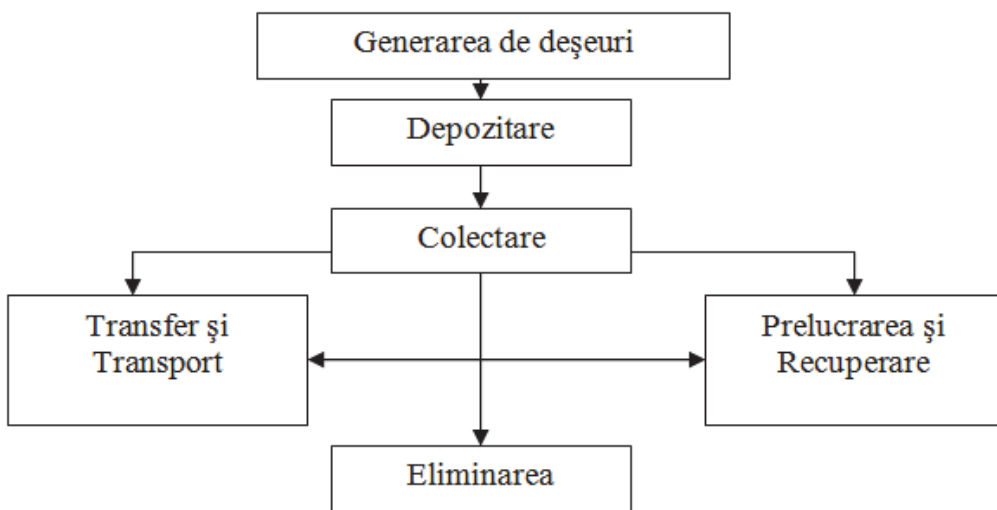 Generarea de deşeuri
Depozitare
Colectare
Transfer şi
Transport
Prelucrarea şi
Recuperare
Eliminarea